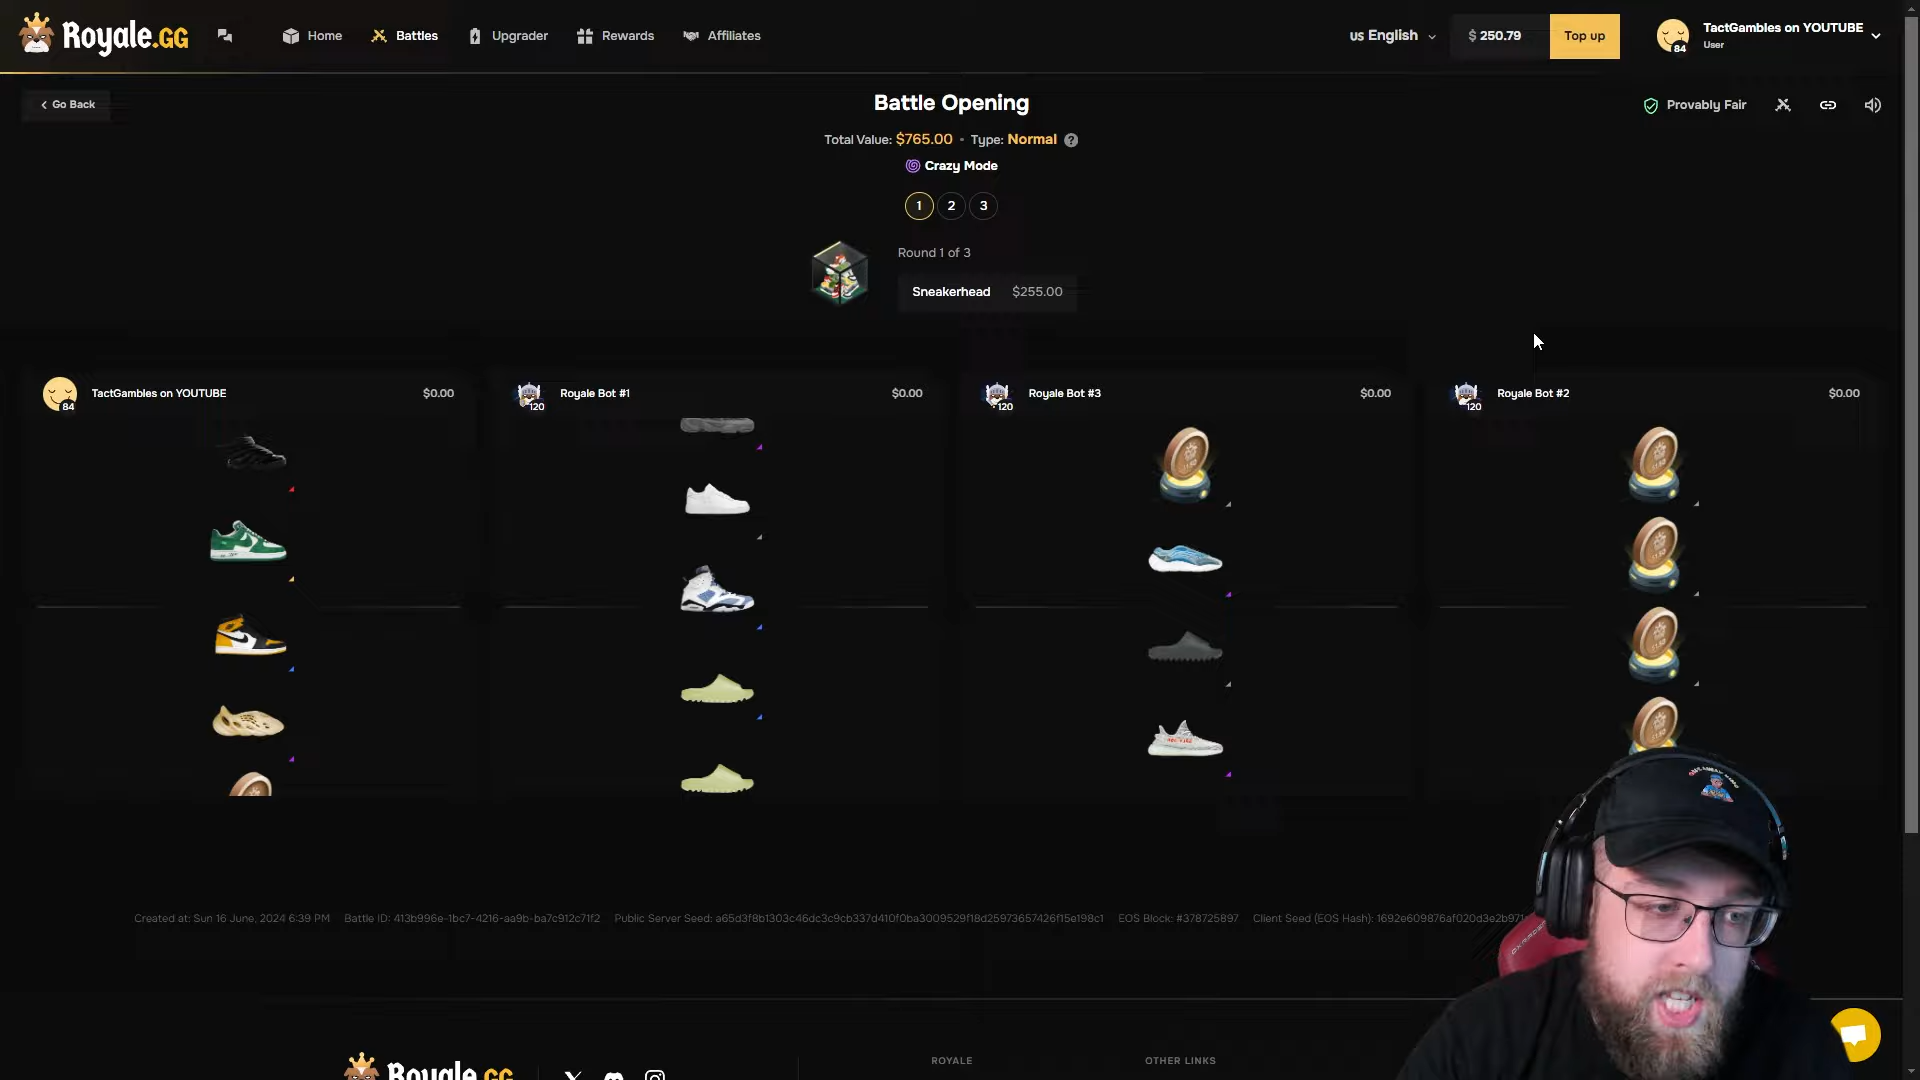 Royale.GG
Home
Battles
Upgrader
Rewards
Affiliates
us English
$ 250.79
Top up
84
TactGambles on YOUTUBE
User
Go Back
Battle Opening
Provably Fair
Total Value: $765.00 - Type: Normal ?
Crazy Mode
1 2 3
Round 1 of 3
Sneakerhead $255.00
84 TactGambles on YOUTUBE $0.00
120 Royale Bot #1 $0.00
120 Royale Bot #3 $0.00
120 Royale Bot #2 $0.00
Created at: Sun 16 June, 2024 6:39 PM Battle ID: 413b996e-1bc7-4216-aa9b-ba7c912c71f2 Public Server Seed: a65d3f8b1303c46dc3c9cb337d410f0ba3009529f18d25973657426f15e198c1 EOS Block: #378725897 Client Seed (EOS Hash): 1692e609876af020d3e2b971
Royale.GG
ROYALE
OTHER LINKS